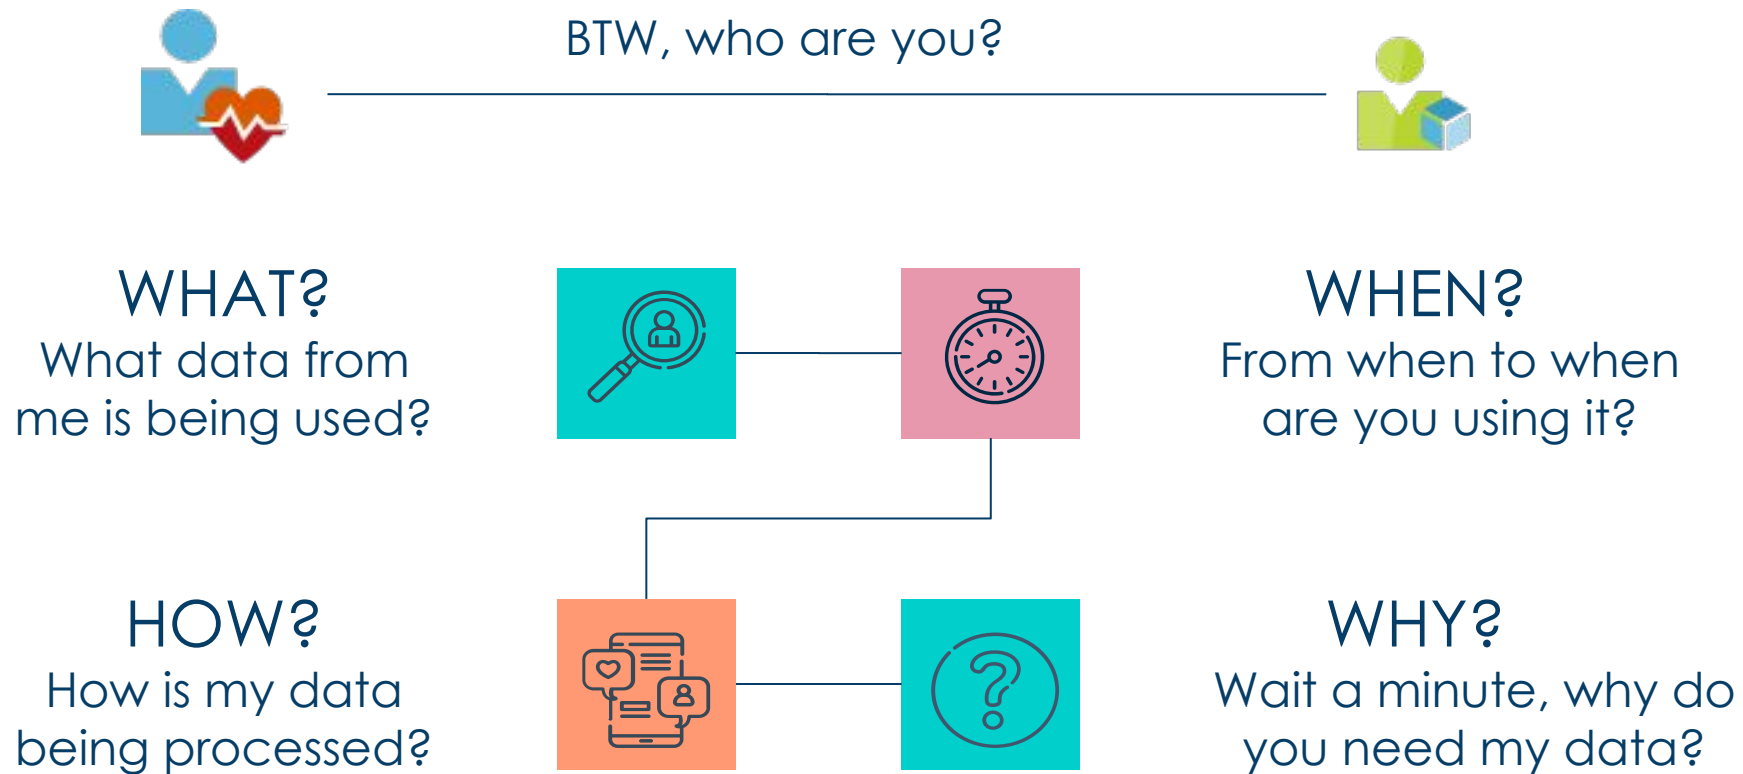 BTW, who are you?
WHAT?
What data from
me is being used?
WHEN?
From when to when
are you using it?
HOW?
How is my data
being processed?
WHY?
Wait a minute, why do
you need my data?